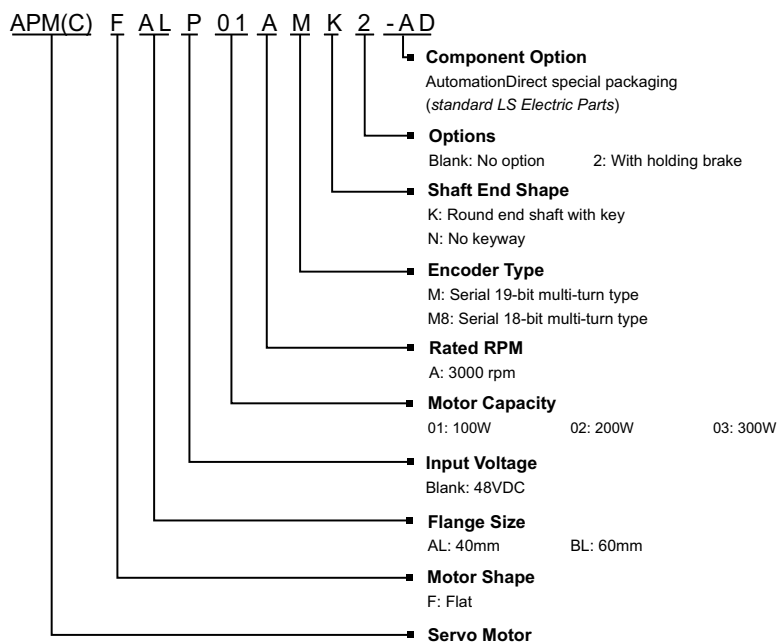 APM(C) F AL P 01 A M K 2 -AD
Component Option
AutomationDirect special packaging
(standard LS Electric Parts)
Options
Blank: No option 2: With holding brake
Shaft End Shape
K: Round end shaft with key
N: No keyway
Encoder Type
M: Serial 19-bit multi-turn type
M8: Serial 18-bit multi-turn type
Rated RPM
A: 3000 rpm
Motor Capacity
01: 100W 02: 200W 03: 300W
Input Voltage
Blank: 48VDC
Flange Size
AL: 40mm BL: 60mm
Motor Shape
F: Flat
Servo Motor